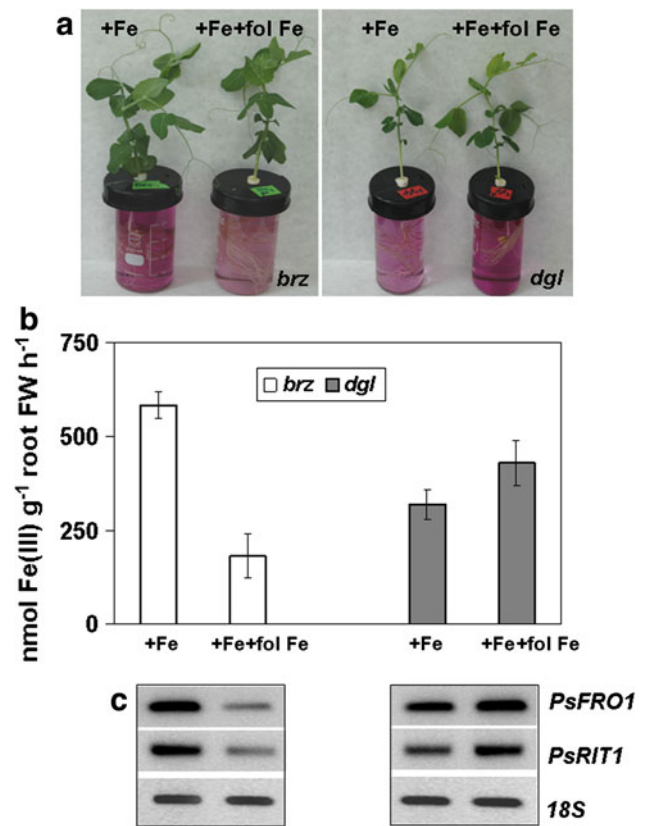 a
+Fe +Fe+fol Fe
+Fe +Fe+fol Fe
brz
dgl
b
nmol Fe(III) g⁻¹ root FW h⁻¹
750
500
250
0
brz dgl
+Fe +Fe+fol Fe +Fe +Fe+fol Fe
c
PsFRO1
PsRIT1
18S